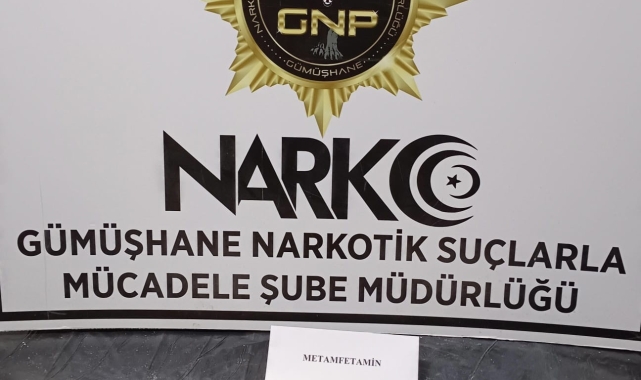 GNP
GÜMÜŞHANE
NARKO
GÜMÜŞHANE NARKOTİK SUÇLARLA
MÜCADELE ŞUBE MÜDÜRLÜĞÜ
METAMFETAMİN